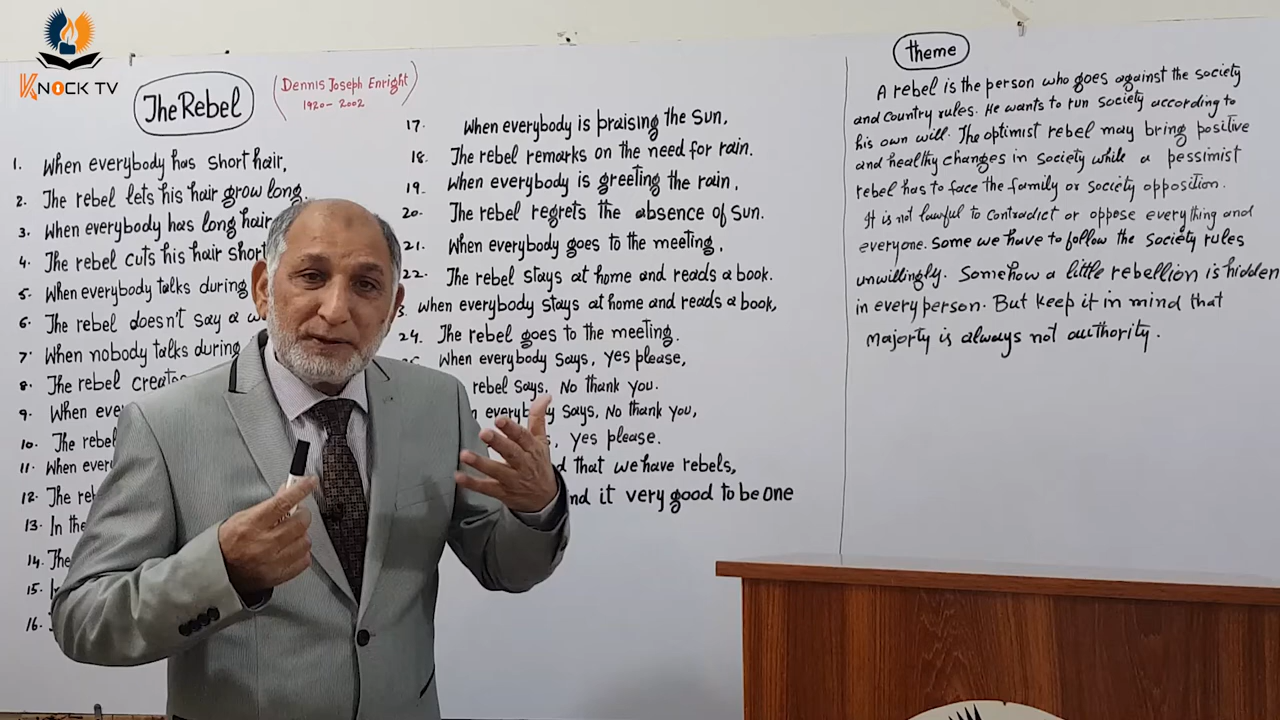 KNOCK TV
The Rebel
(Dennis Joseph Enright
1920-2002)
1. When everybody has short hair,
2. The rebel lets his hair grow long.
3. When everybody has long hair
4. The rebel cuts his hair short
5. When everybody talks during
6. The rebel doesn't say a
7. When nobody talks during
8. The rebel creates
9. When
10. The rebel
11. When
12. The
13. In the
14. The
15.
16.
17. When everybody is praising the Sun,
18. The rebel remarks on the need for rain.
19. When everybody is greeting the rain,
20. The rebel regrets the absence of Sun.
21. When everybody goes to the meeting,
22. The rebel stays at home and reads a book.
3. When everybody stays at home and reads a book,
24. The rebel goes to the meeting.
When everybody says, yes please,
rebel says, No thank you.
everybody says, No thank you,
yes please.
that we have rebels,
it very good to be one
theme
A rebel is the person who goes against the society
and country rules. He wants to run society according to
his own will. The optimist rebel may bring positive
and healthy changes in society while a pessimist
rebel has to face the family or society opposition.
It is not lawful to contradict or oppose everything and
everyone. Some we have to follow the society rules
unwillingly. Somehow a little rebellion is hidden
in every person. But keep it in mind that
Majorty is always not authority.